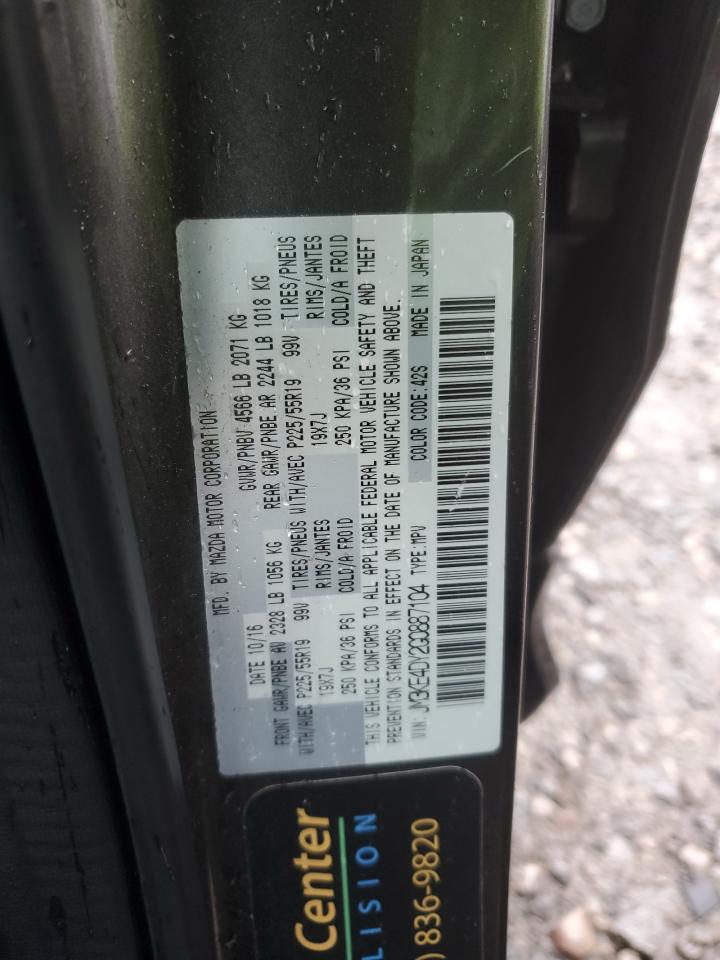 MFD. BY MAZDA MOTOR CORPORATION
DATE 10/16 GVWR/PNBV 4566 LB 2071 KG
FRONT GAWR/PNBE AV 2328 LB 1056 KG REAR GAWR/PNBE AR 2244 LB 1018 KG
WITH/AVEC P225/55R19 99V TIRES/PNEUS WITH/AVEC P225/55R19 99V TIRES/PNEUS
19X7J RIMS/JANTES 19X7J RIMS/JANTES
250 KPA/36 PSI COLD/A FROID 250 KPA/36 PSI COLD/A FROID
THIS VEHICLE CONFORMS TO ALL APPLICABLE FEDERAL MOTOR VEHICLE SAFETY AND THEFT
PREVENTION STANDARDS IN EFFECT ON THE DATE OF MANUFACTURE SHOWN ABOVE.
VIN: JM3KE4DY2G0887104 TYPE:MPV COLOR CODE:42S MADE IN JAPAN
Center
LISION
) 836-9820